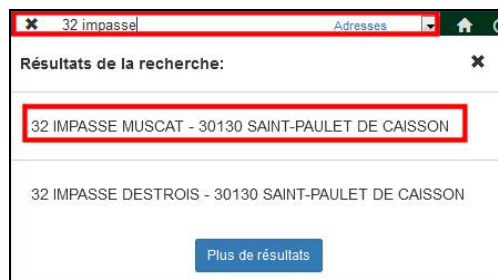 32 impasse Adresses
Résultats de la recherche:
32 IMPASSE MUSCAT - 30130 SAINT-PAULET DE CAISSON
32 IMPASSE DESTROIS - 30130 SAINT-PAULET DE CAISSON
Plus de résultats